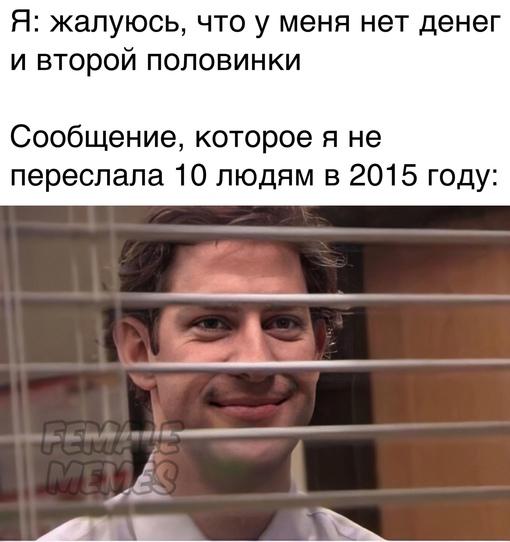 Я: жалуюсь, что у меня нет денег
и второй половинки
Сообщение, которое я не
переслала 10 людям в 2015 году:
FEMALE
MEMES